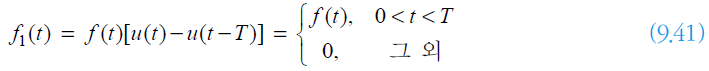 f₁(t) = f(t)[u(t)−u(t−T)] = { f(t), 0<t<T
0, 그 외 (9.41)